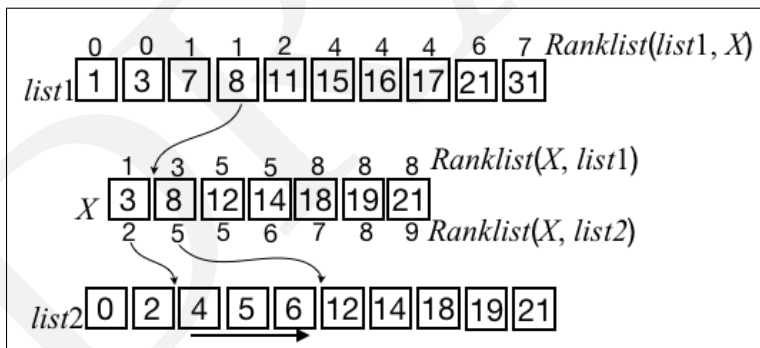 0 0 1 1 2 4 4 4 6 7 Ranklist(list1, X)
list1 1 3 7 8 11 15 16 17 21 31
1 3 5 5 8 8 8 Ranklist(X, list1)
X 3 8 12 14 18 19 21
2 5 5 6 7 8 9 Ranklist(X, list2)
list2 0 2 4 5 6 12 14 18 19 21